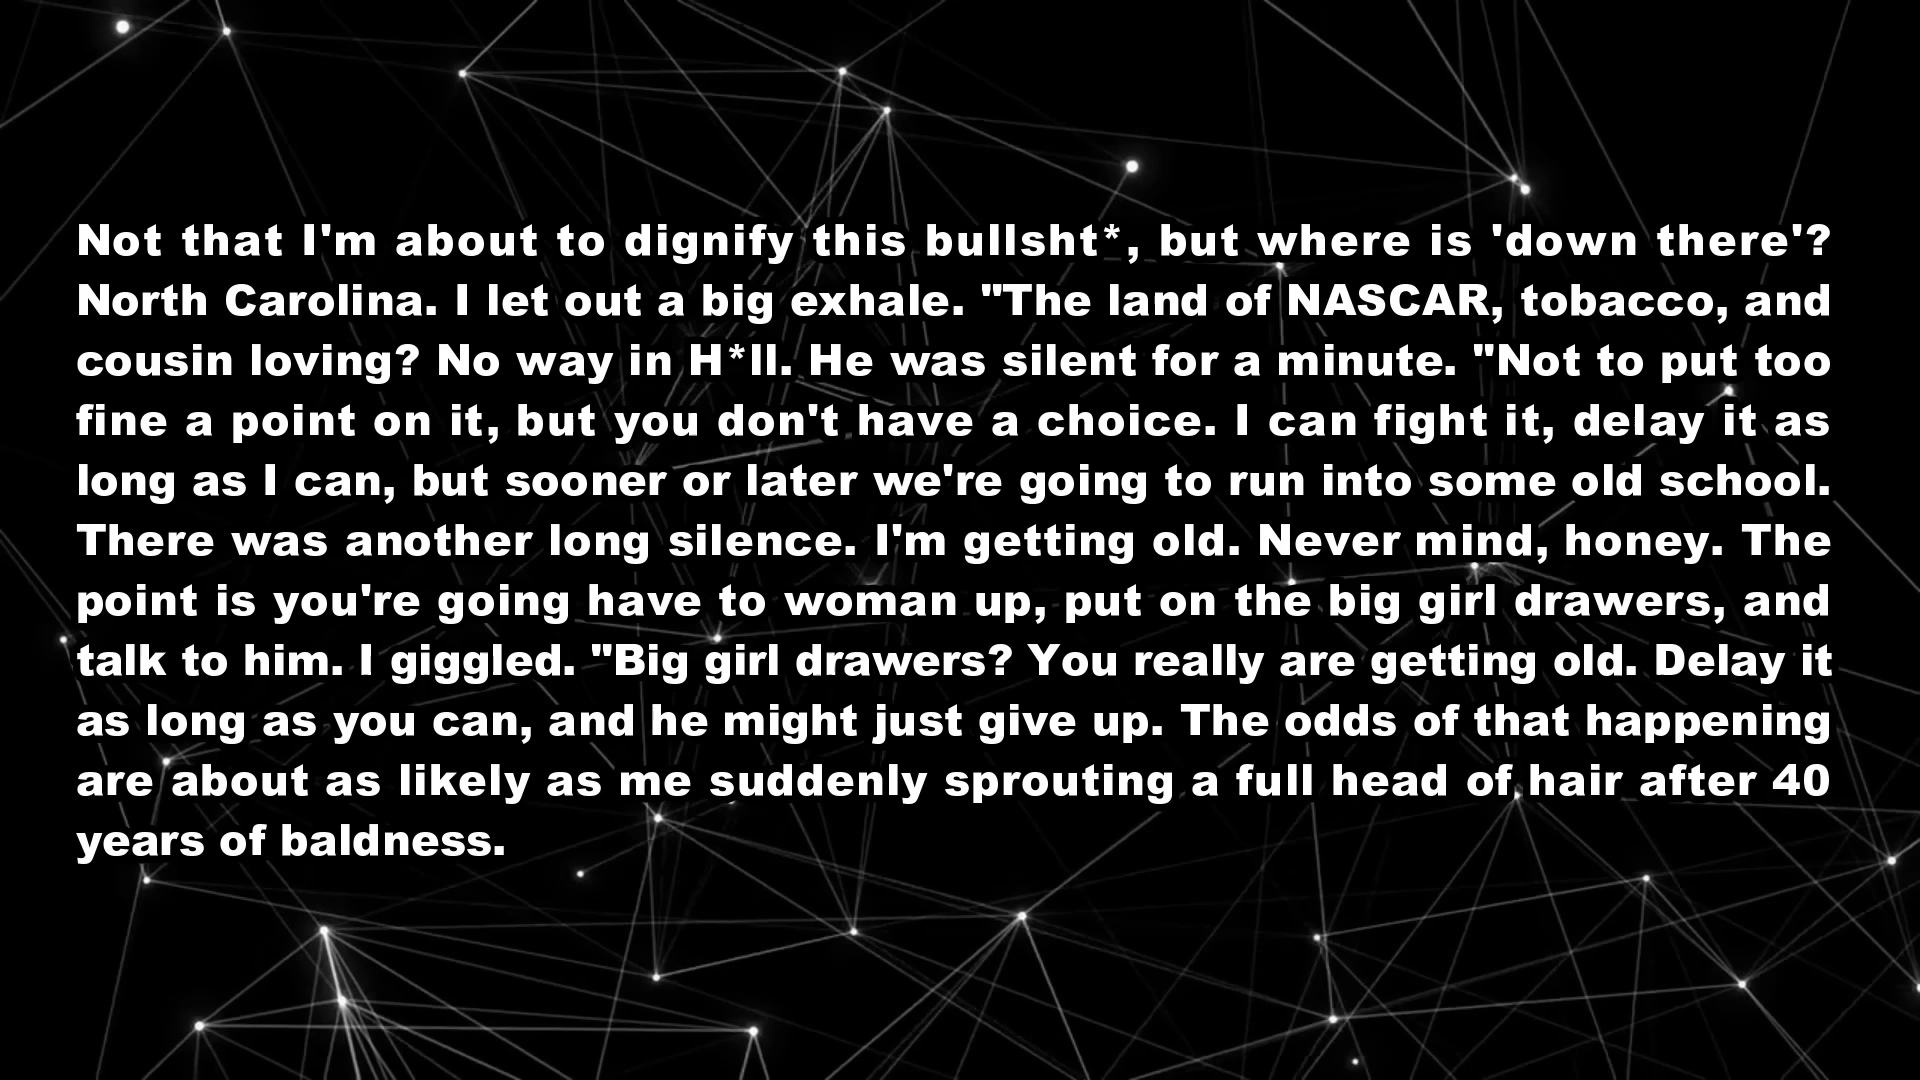 Not that I'm about to dignify this bullsht*, but where is 'down there'?
North Carolina. I let out a big exhale. "The land of NASCAR, tobacco, and
cousin loving? No way in H*ll. He was silent for a minute. "Not to put too
fine a point on it, but you don't have a choice. I can fight it, delay it as
long as I can, but sooner or later we're going to run into some old school.
There was another long silence. I'm getting old. Never mind, honey. The
point is you're going have to woman up, put on the big girl drawers, and
talk to him. I giggled. "Big girl drawers? You really are getting old. Delay it
as long as you can, and he might just give up. The odds of that happening
are about as likely as me suddenly sprouting a full head of hair after 40
years of baldness.